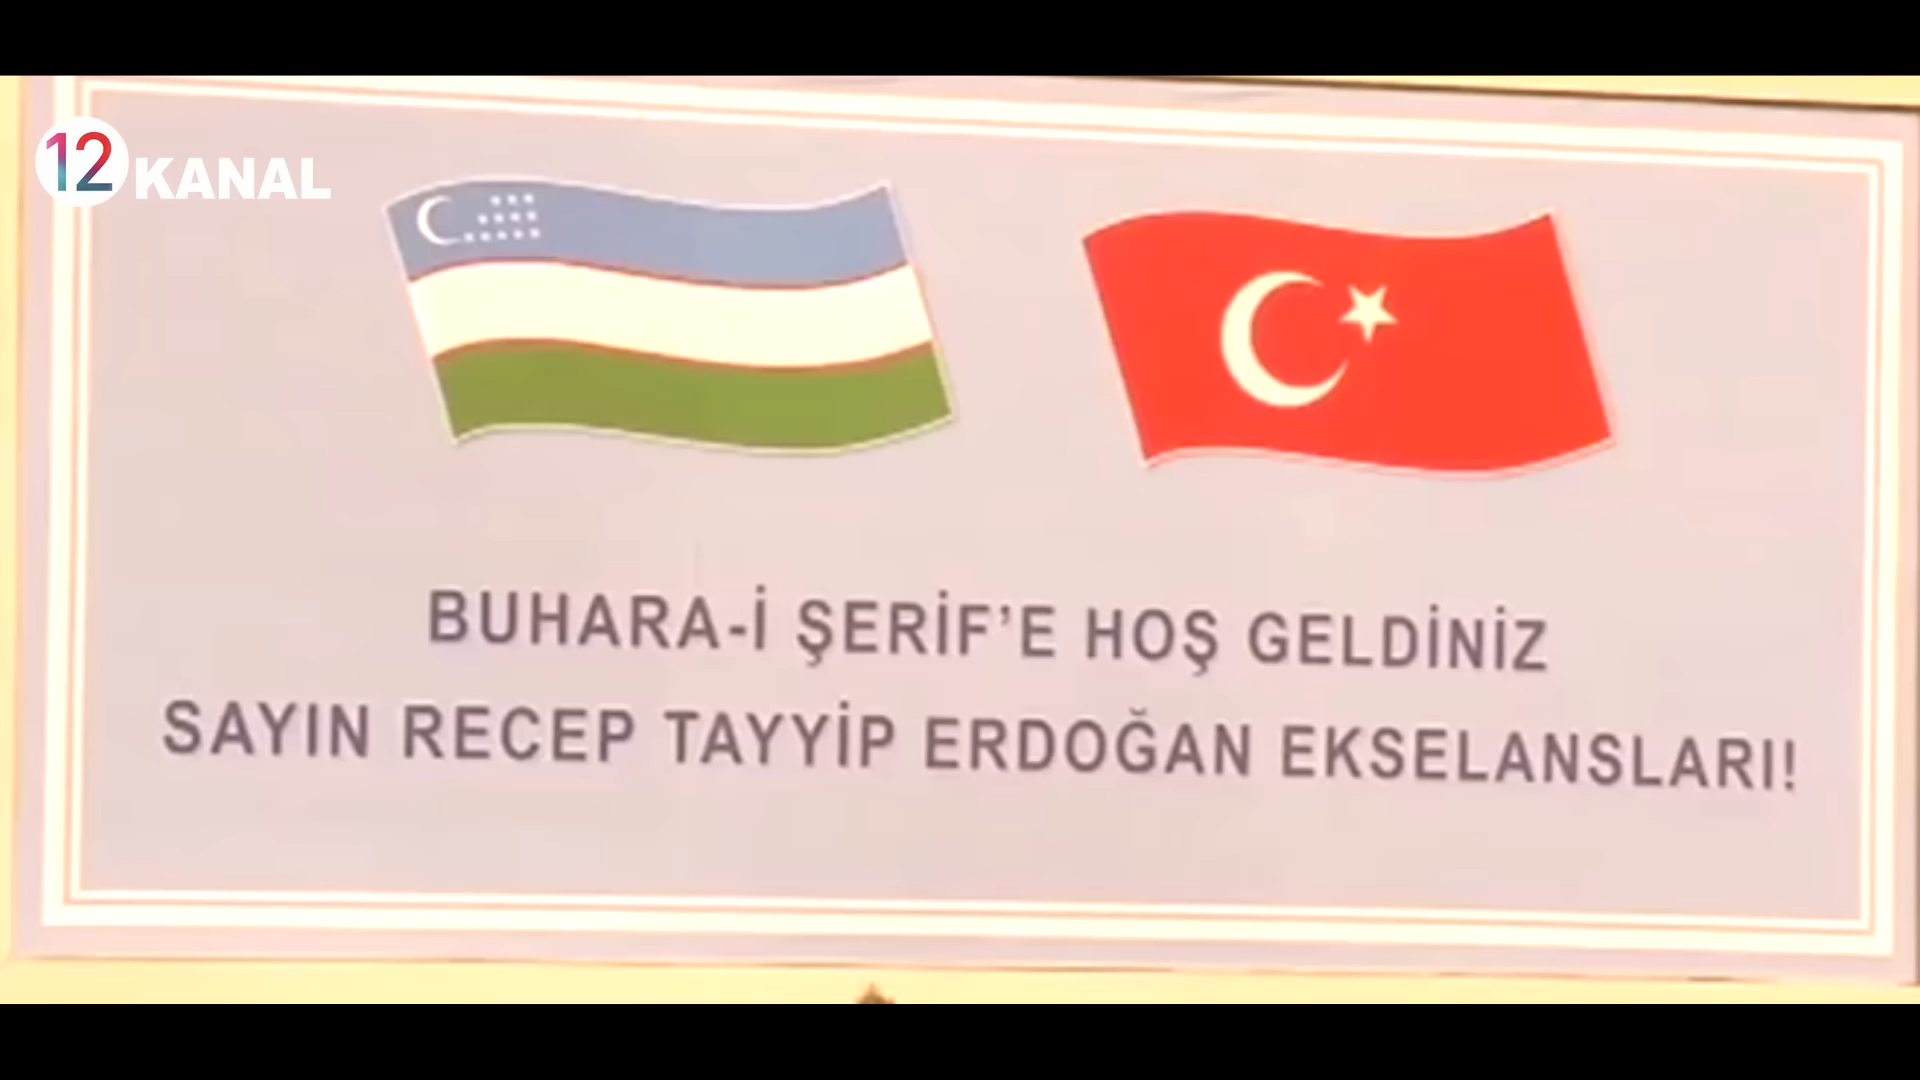 12 KANAL
BUHARA-İ ŞERİF’E HOŞ GELDİNİZ
SAYIN RECEP TAYYİP ERDOĞAN EKSELANSLARI!